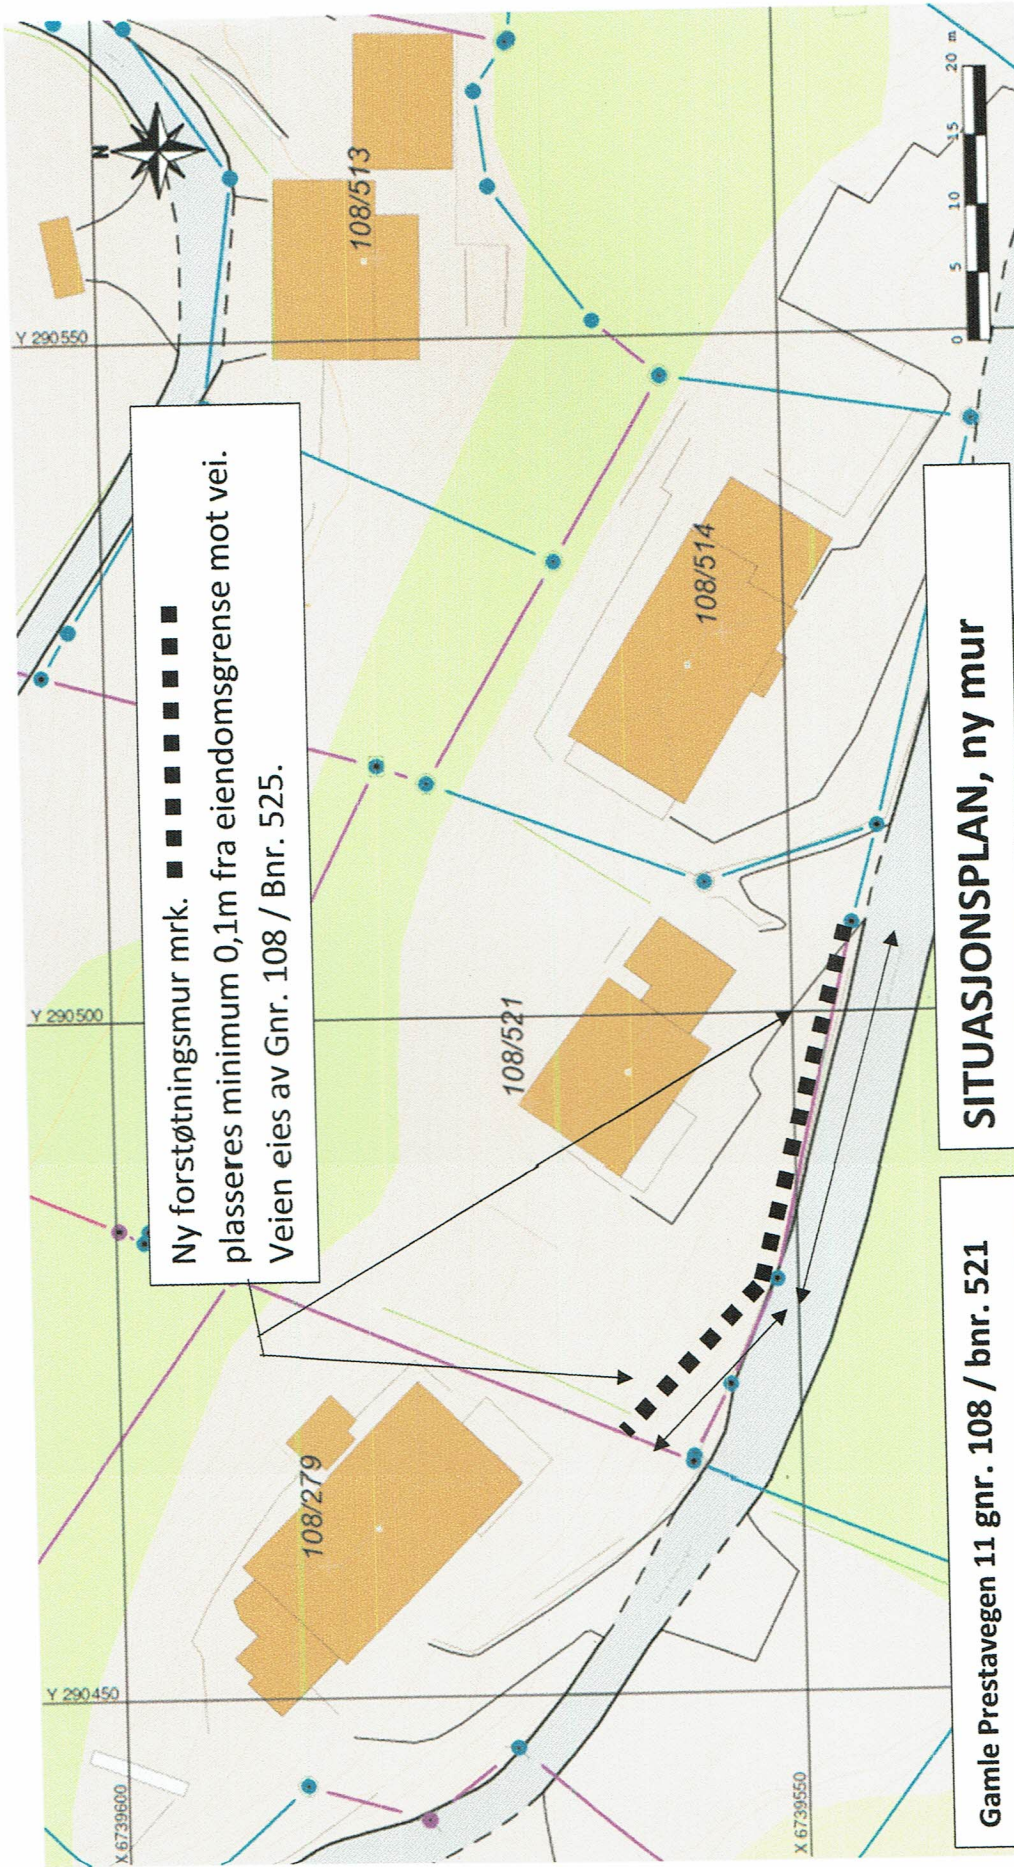 Ny forstøtningsmur mrk.
plasseres minimum 0,1m fra eiendomsgrense mot vei.
Veien eies av Gnr. 108 / Bnr. 525.
N
Y 290450
Y 290500
Y 290550
X 6739600
X 6739550
108/279
108/521
108/514
108/513
0 5 10 15 20 m
Gamle Prestavegen 11 gnr. 108 / bnr. 521
SITUASJONSPLAN, ny mur